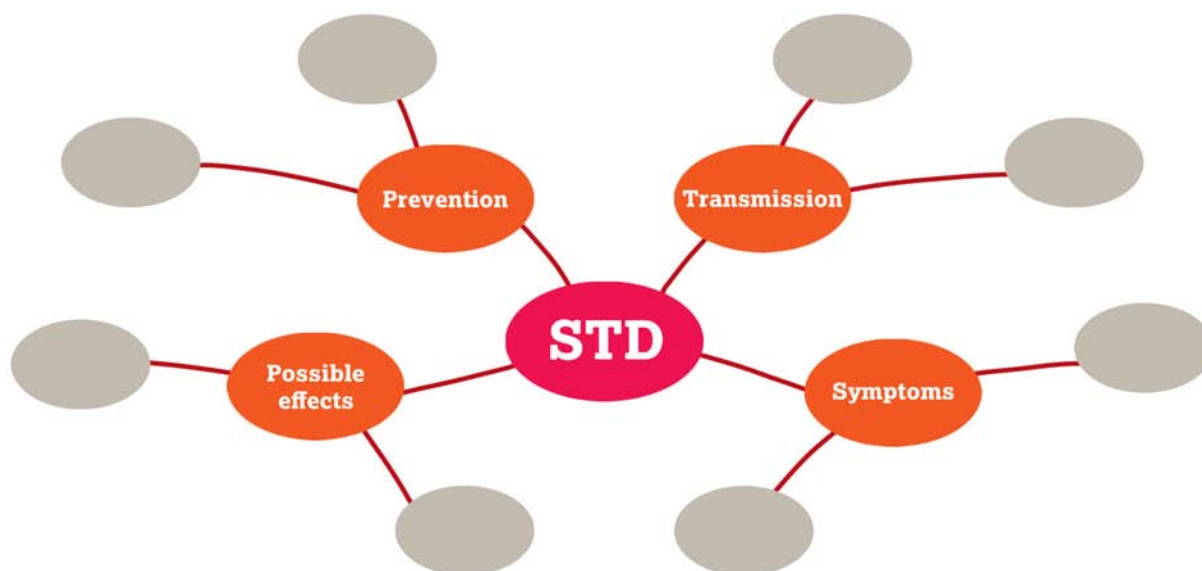 Prevention
Transmission
STD
Possible
effects
Symptoms